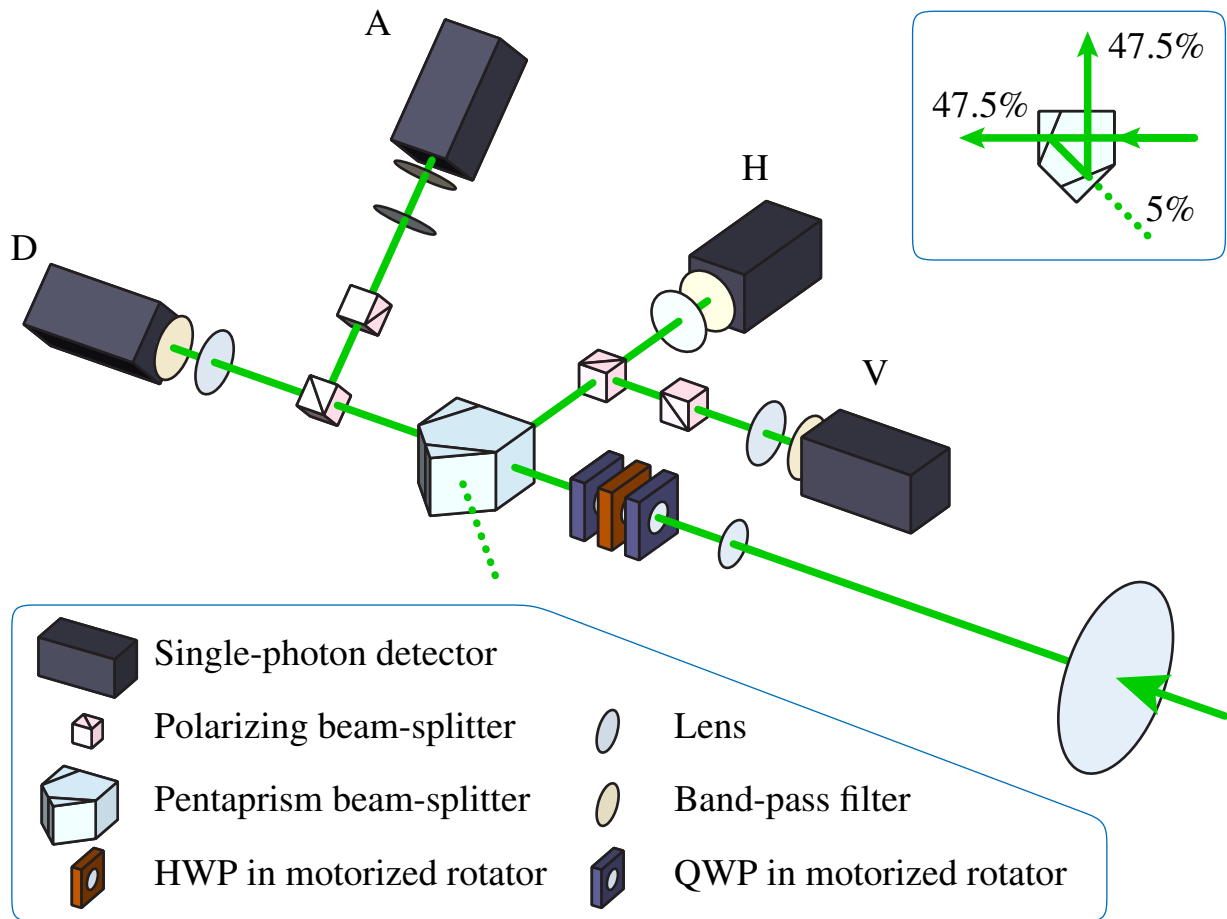 A
47.5%
47.5%
5%
H
D
V
Single-photon detector
Polarizing beam-splitter
Lens
Pentaprism beam-splitter
Band-pass filter
HWP in motorized rotator
QWP in motorized rotator